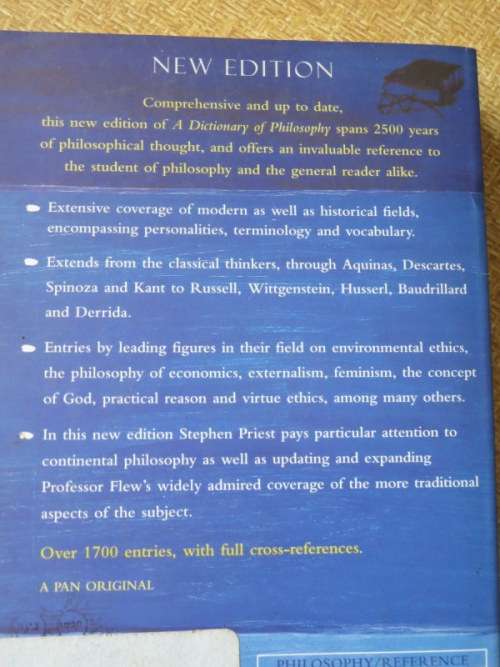 NEW EDITION
Comprehensive and up to date,
this new edition of A Dictionary of Philosophy spans 2500 years
of philosophical thought, and offers an invaluable reference to
the student of philosophy and the general reader alike.
Extensive coverage of modern as well as historical fields,
encompassing personalities, terminology and vocabulary.
Extends from the classical thinkers, through Aquinas, Descartes,
Spinoza and Kant to Russell, Wittgenstein, Husserl, Baudrillard
and Derrida.
Entries by leading figures in their field on environmental ethics,
the philosophy of economics, externalism, feminism, the concept
of God, practical reason and virtue ethics, among many others.
In this new edition Stephen Priest pays particular attention to
continental philosophy as well as updating and expanding
Professor Flew's widely admired coverage of the more traditional
aspects of the subject.
Over 1700 entries, with full cross-references.
A PAN ORIGINAL
PHILOSOPHY/REFERENCE